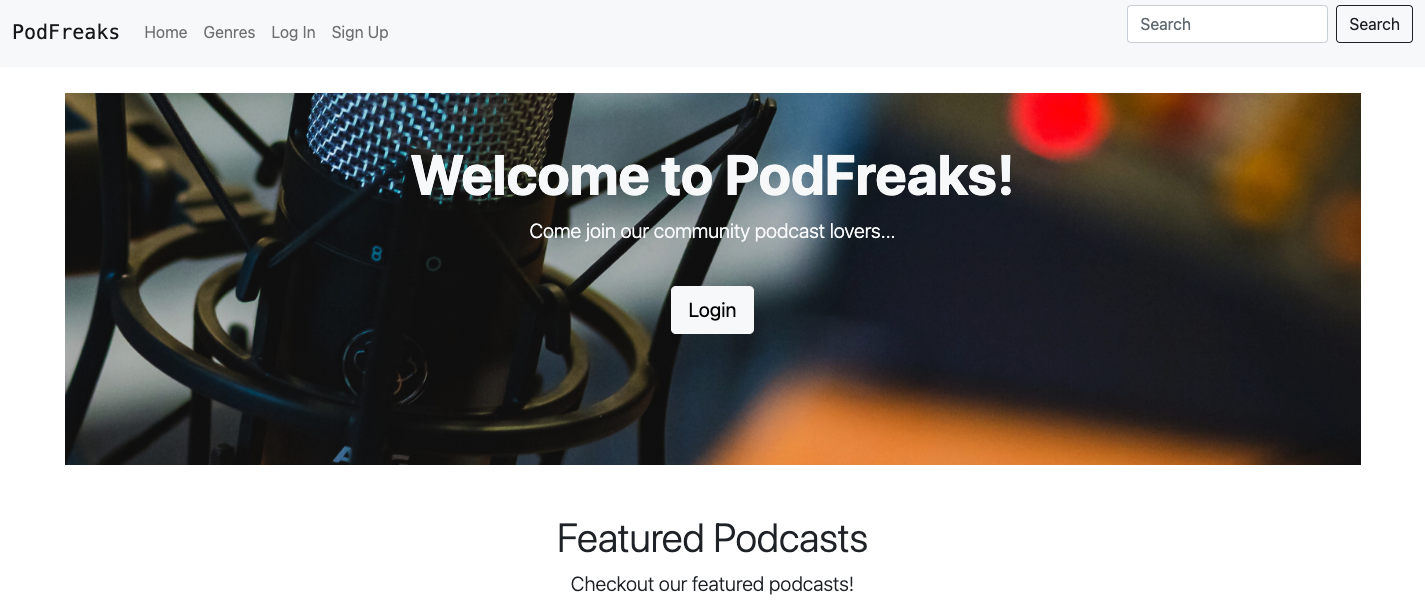 PodFreaks Home Genres Log In Sign Up Search Search
Welcome to PodFreaks!
Come join our community podcast lovers...
8
Login
Featured Podcasts
Checkout our featured podcasts!